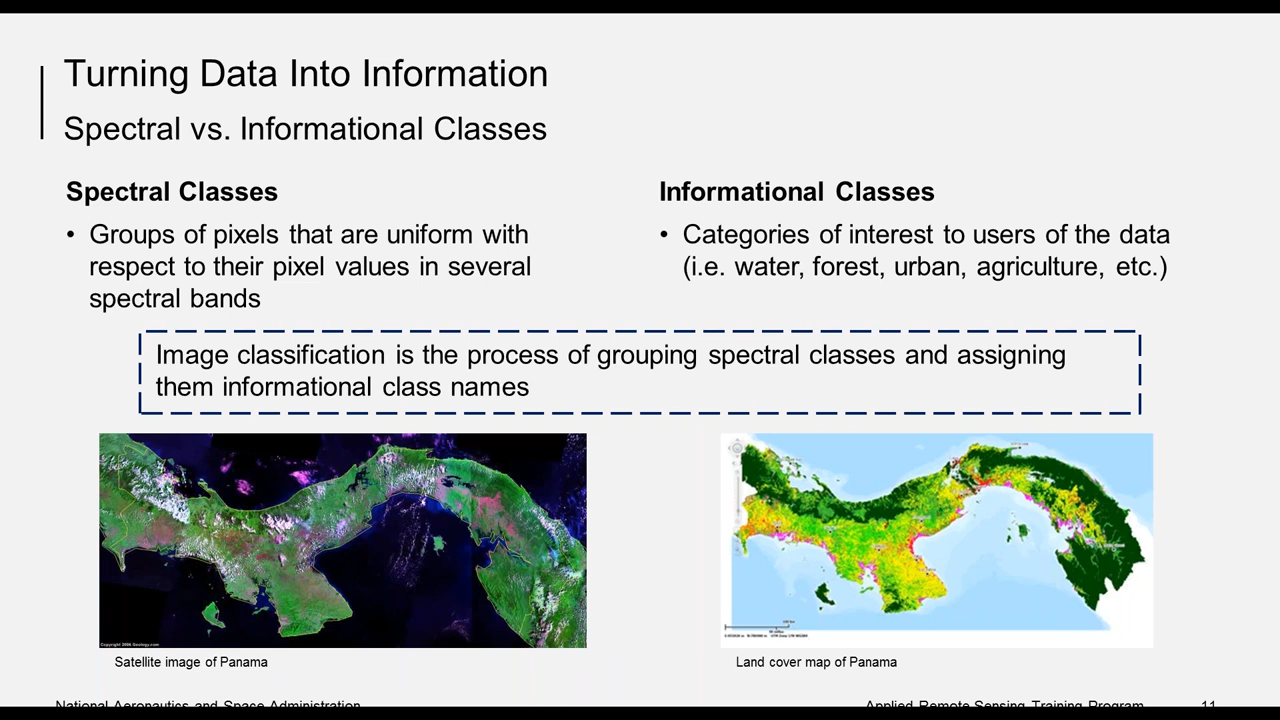 Turning Data Into Information
Spectral vs. Informational Classes
Spectral Classes
• Groups of pixels that are uniform with
respect to their pixel values in several
spectral bands
Informational Classes
• Categories of interest to users of the data
(i.e. water, forest, urban, agriculture, etc.)
Image classification is the process of grouping spectral classes and assigning
them informational class names
Copyright 2006 Geology.com
Satellite image of Panama
Land cover map of Panama
National Aeronautics and Space Administration
Applied Remote Sensing Training Program
11